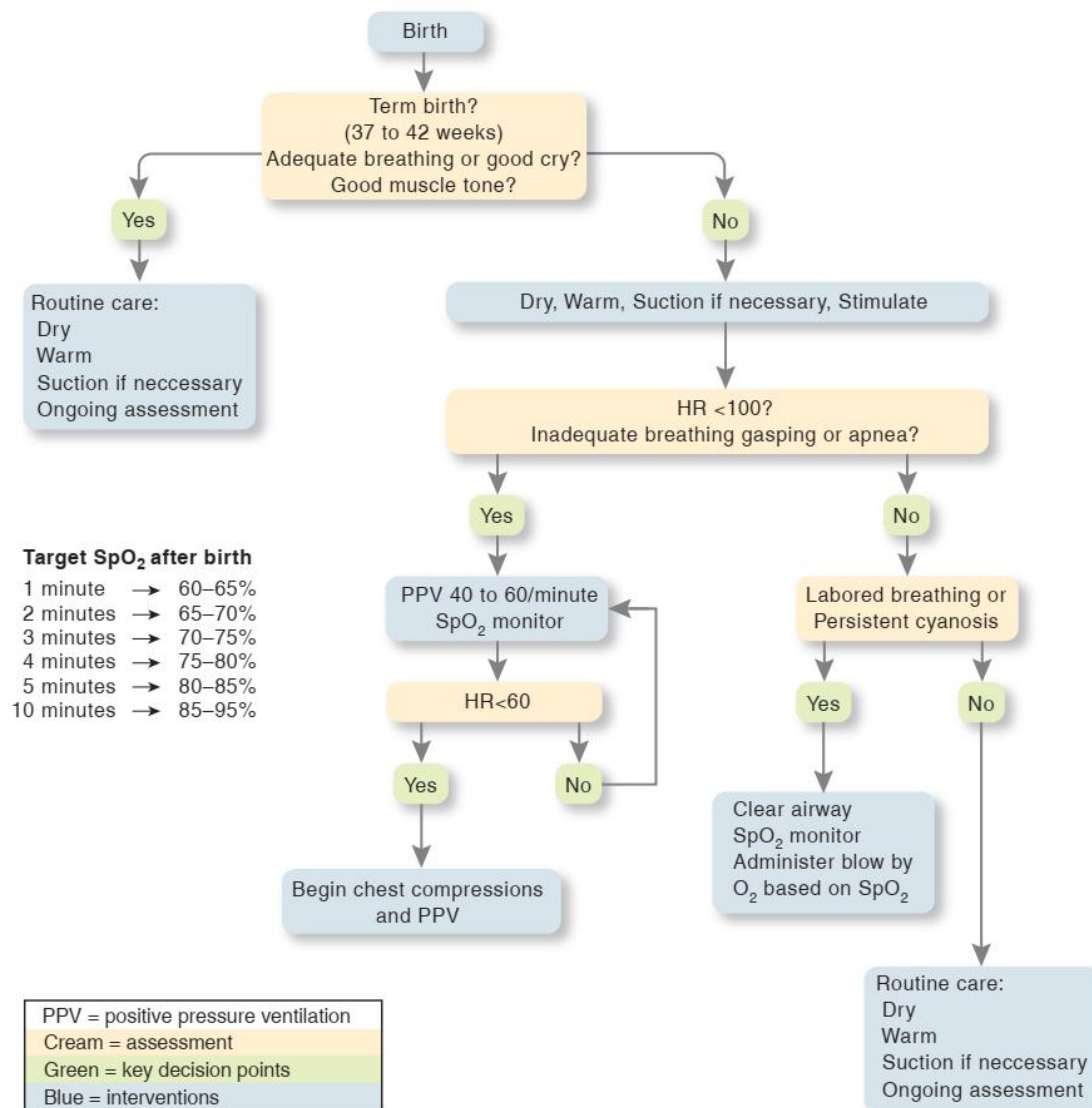 Birth
Term birth?
(37 to 42 weeks)
Adequate breathing or good cry?
Good muscle tone?
Yes
No
Routine care:
Dry
Warm
Suction if neccessary
Ongoing assessment
Dry, Warm, Suction if necessary, Stimulate
HR <100?
Inadequate breathing gasping or apnea?
Yes
No
Target SpO₂ after birth
1 minute → 60–65%
2 minutes → 65–70%
3 minutes → 70–75%
4 minutes → 75–80%
5 minutes → 80–85%
10 minutes → 85–95%
PPV 40 to 60/minute
SpO₂ monitor
HR<60
Yes
No
Begin chest compressions
and PPV
Labored breathing or
Persistent cyanosis
Yes
No
Clear airway
SpO₂ monitor
Administer blow by
O₂ based on SpO₂
Routine care:
Dry
Warm
Suction if neccessary
Ongoing assessment
PPV = positive pressure ventilation
Cream = assessment
Green = key decision points
Blue = interventions